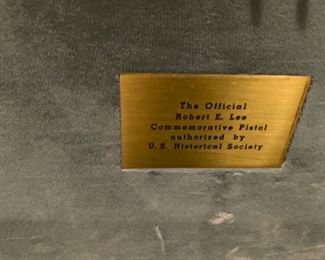 The Official
Robert E. Lee
Commemorative Pistol
authorized by
U. S. Historical Society